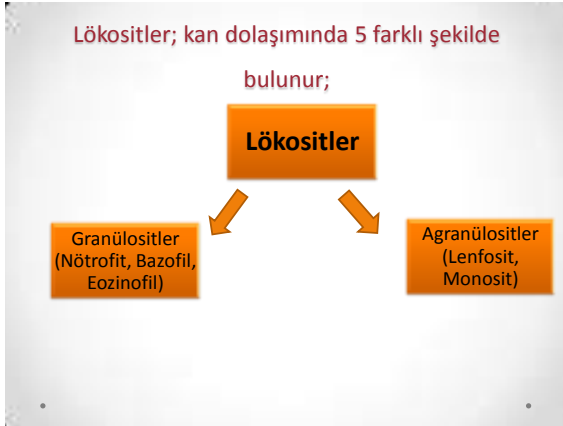 Lökositler; kan dolaşımında 5 farklı şekilde
bulunur;
Lökositler
Granülositler
(Nötrofit, Bazofil,
Eozinofil)
Agranülositler
(Lenfosit,
Monosit)